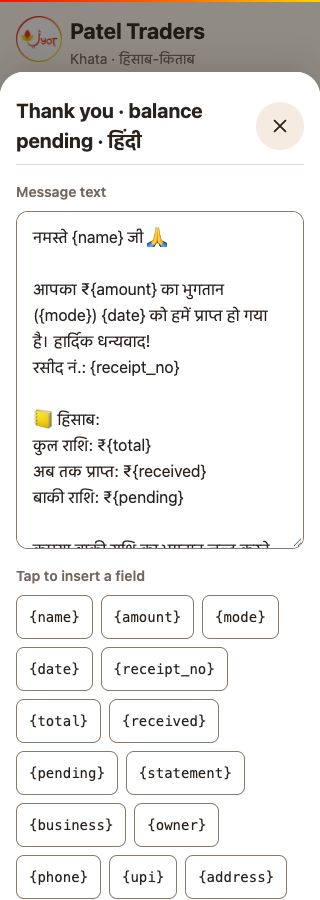 Jyot
Patel Traders
Khata · हिसाब-किताब
Thank you · balance
pending · हिंदी
Message text
नमस्ते {name} जी 🙏
आपका ₹{amount} का भुगतान
({mode}) {date} को हमें प्राप्त हो गया
है। हार्दिक धन्यवाद!
रसीद नं.: {receipt_no}
📒 हिसाब:
कुल राशि: ₹{total}
अब तक प्राप्त: ₹{received}
बाकी राशि: ₹{pending}
Tap to insert a field
{name} {amount} {mode}
{date} {receipt_no}
{total} {received}
{pending} {statement}
{business} {owner}
{phone} {upi} {address}